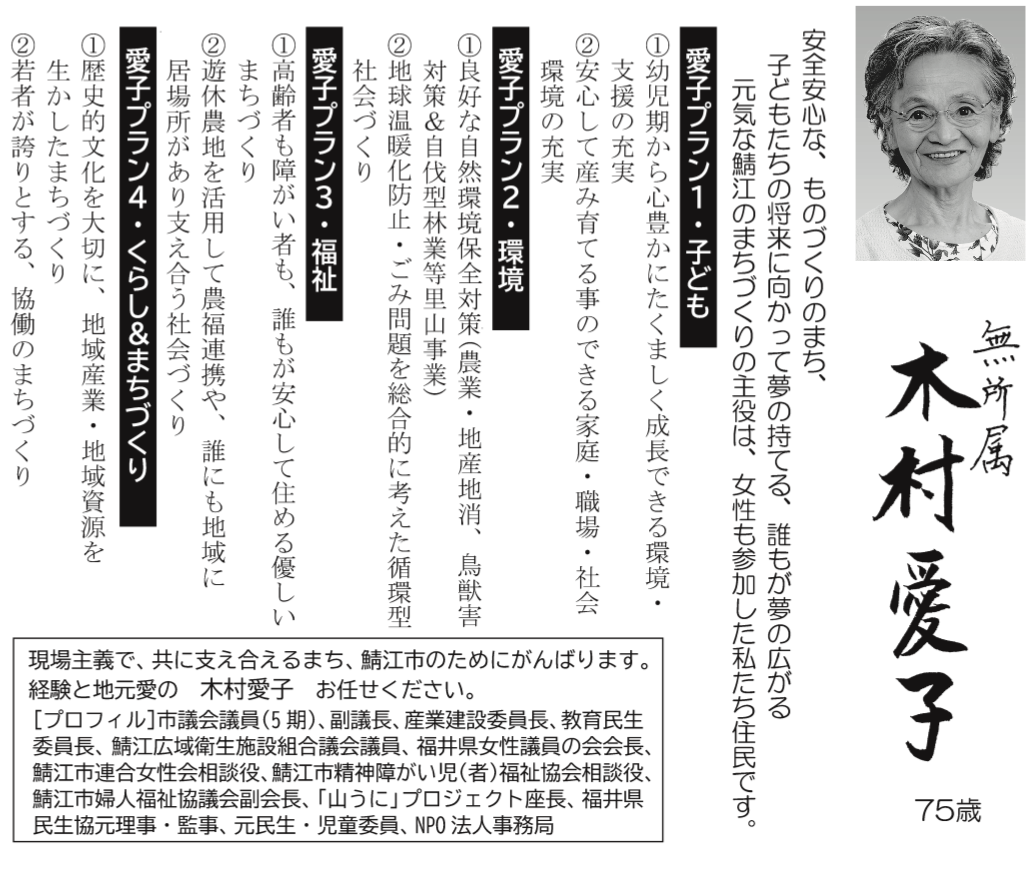 無所属
木村愛子
75歳
安全安心な、ものづくりのまち、
子どもたちの将来に向かって夢の持てる、誰もが夢の広がる
元気な鯖江のまちづくりの主役は、女性も参加した私たち住民です。
愛子プラン1・子ども
①幼児期から心豊かにたくましく成長できる環境・
支援の充実
②安心して産み育てる事のできる家庭・職場・社会
環境の充実
愛子プラン2・環境
①良好な自然環境保全対策(農業・地産地消、鳥獣害
対策&自伐型林業等里山事業)
②地球温暖化防止・ごみ問題を総合的に考えた循環型
社会づくり
愛子プラン3・福祉
①高齢者も障がい者も、誰もが安心して住める優しい
まちづくり
②遊休農地を活用して農福連携や、誰にも地域に
居場所があり支え合う社会づくり
愛子プラン4・くらし&まちづくり
①歴史的文化を大切に、地域産業・地域資源を
生かしたまちづくり
②若者が誇りとする、協働のまちづくり
現場主義で、共に支え合えるまち、鯖江市のためにがんばります。
経験と地元愛の 木村愛子 お任せください。
[プロフィル]市議会議員(5期)、副議長、産業建設委員長、教育民生
委員長、鯖江広域衛生施設組合議会議員、福井県女性議員の会会長、
鯖江市連合女性会相談役、鯖江市精神障がい児(者)福祉協会相談役、
鯖江市婦人福祉協議会副会長、「山うに」プロジェクト座長、福井県
民生協元理事・監事、元民生・児童委員、NPO法人事務局